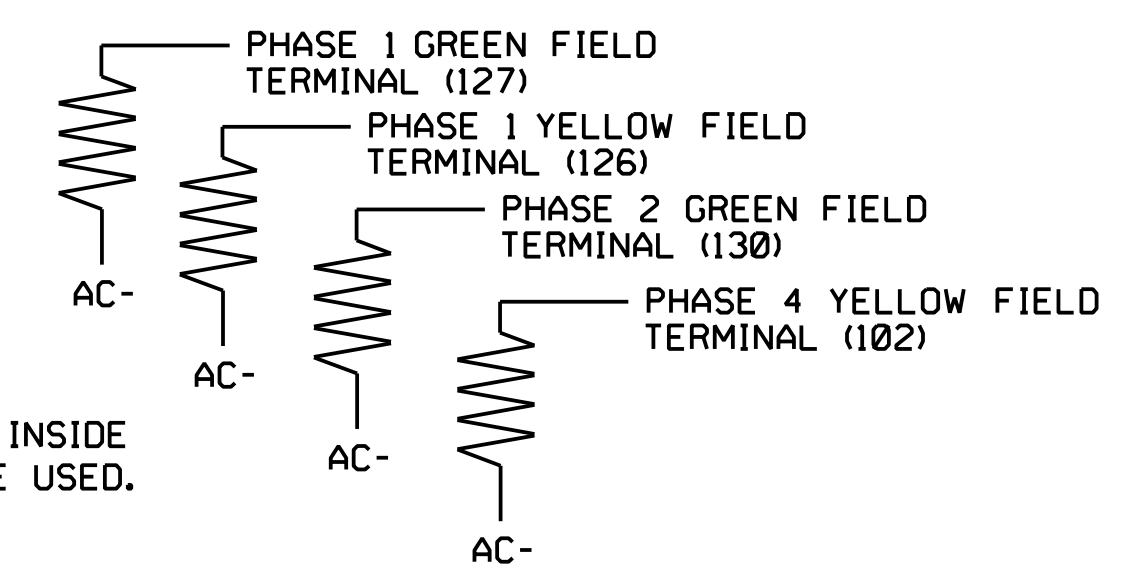 PHASE 1 GREEN FIELD
TERMINAL (127)
PHASE 1 YELLOW FIELD
TERMINAL (126)
PHASE 2 GREEN FIELD
TERMINAL (130)
PHASE 4 YELLOW FIELD
TERMINAL (102)
AC-
AC-
AC-
AC-
INSIDE
E USED.